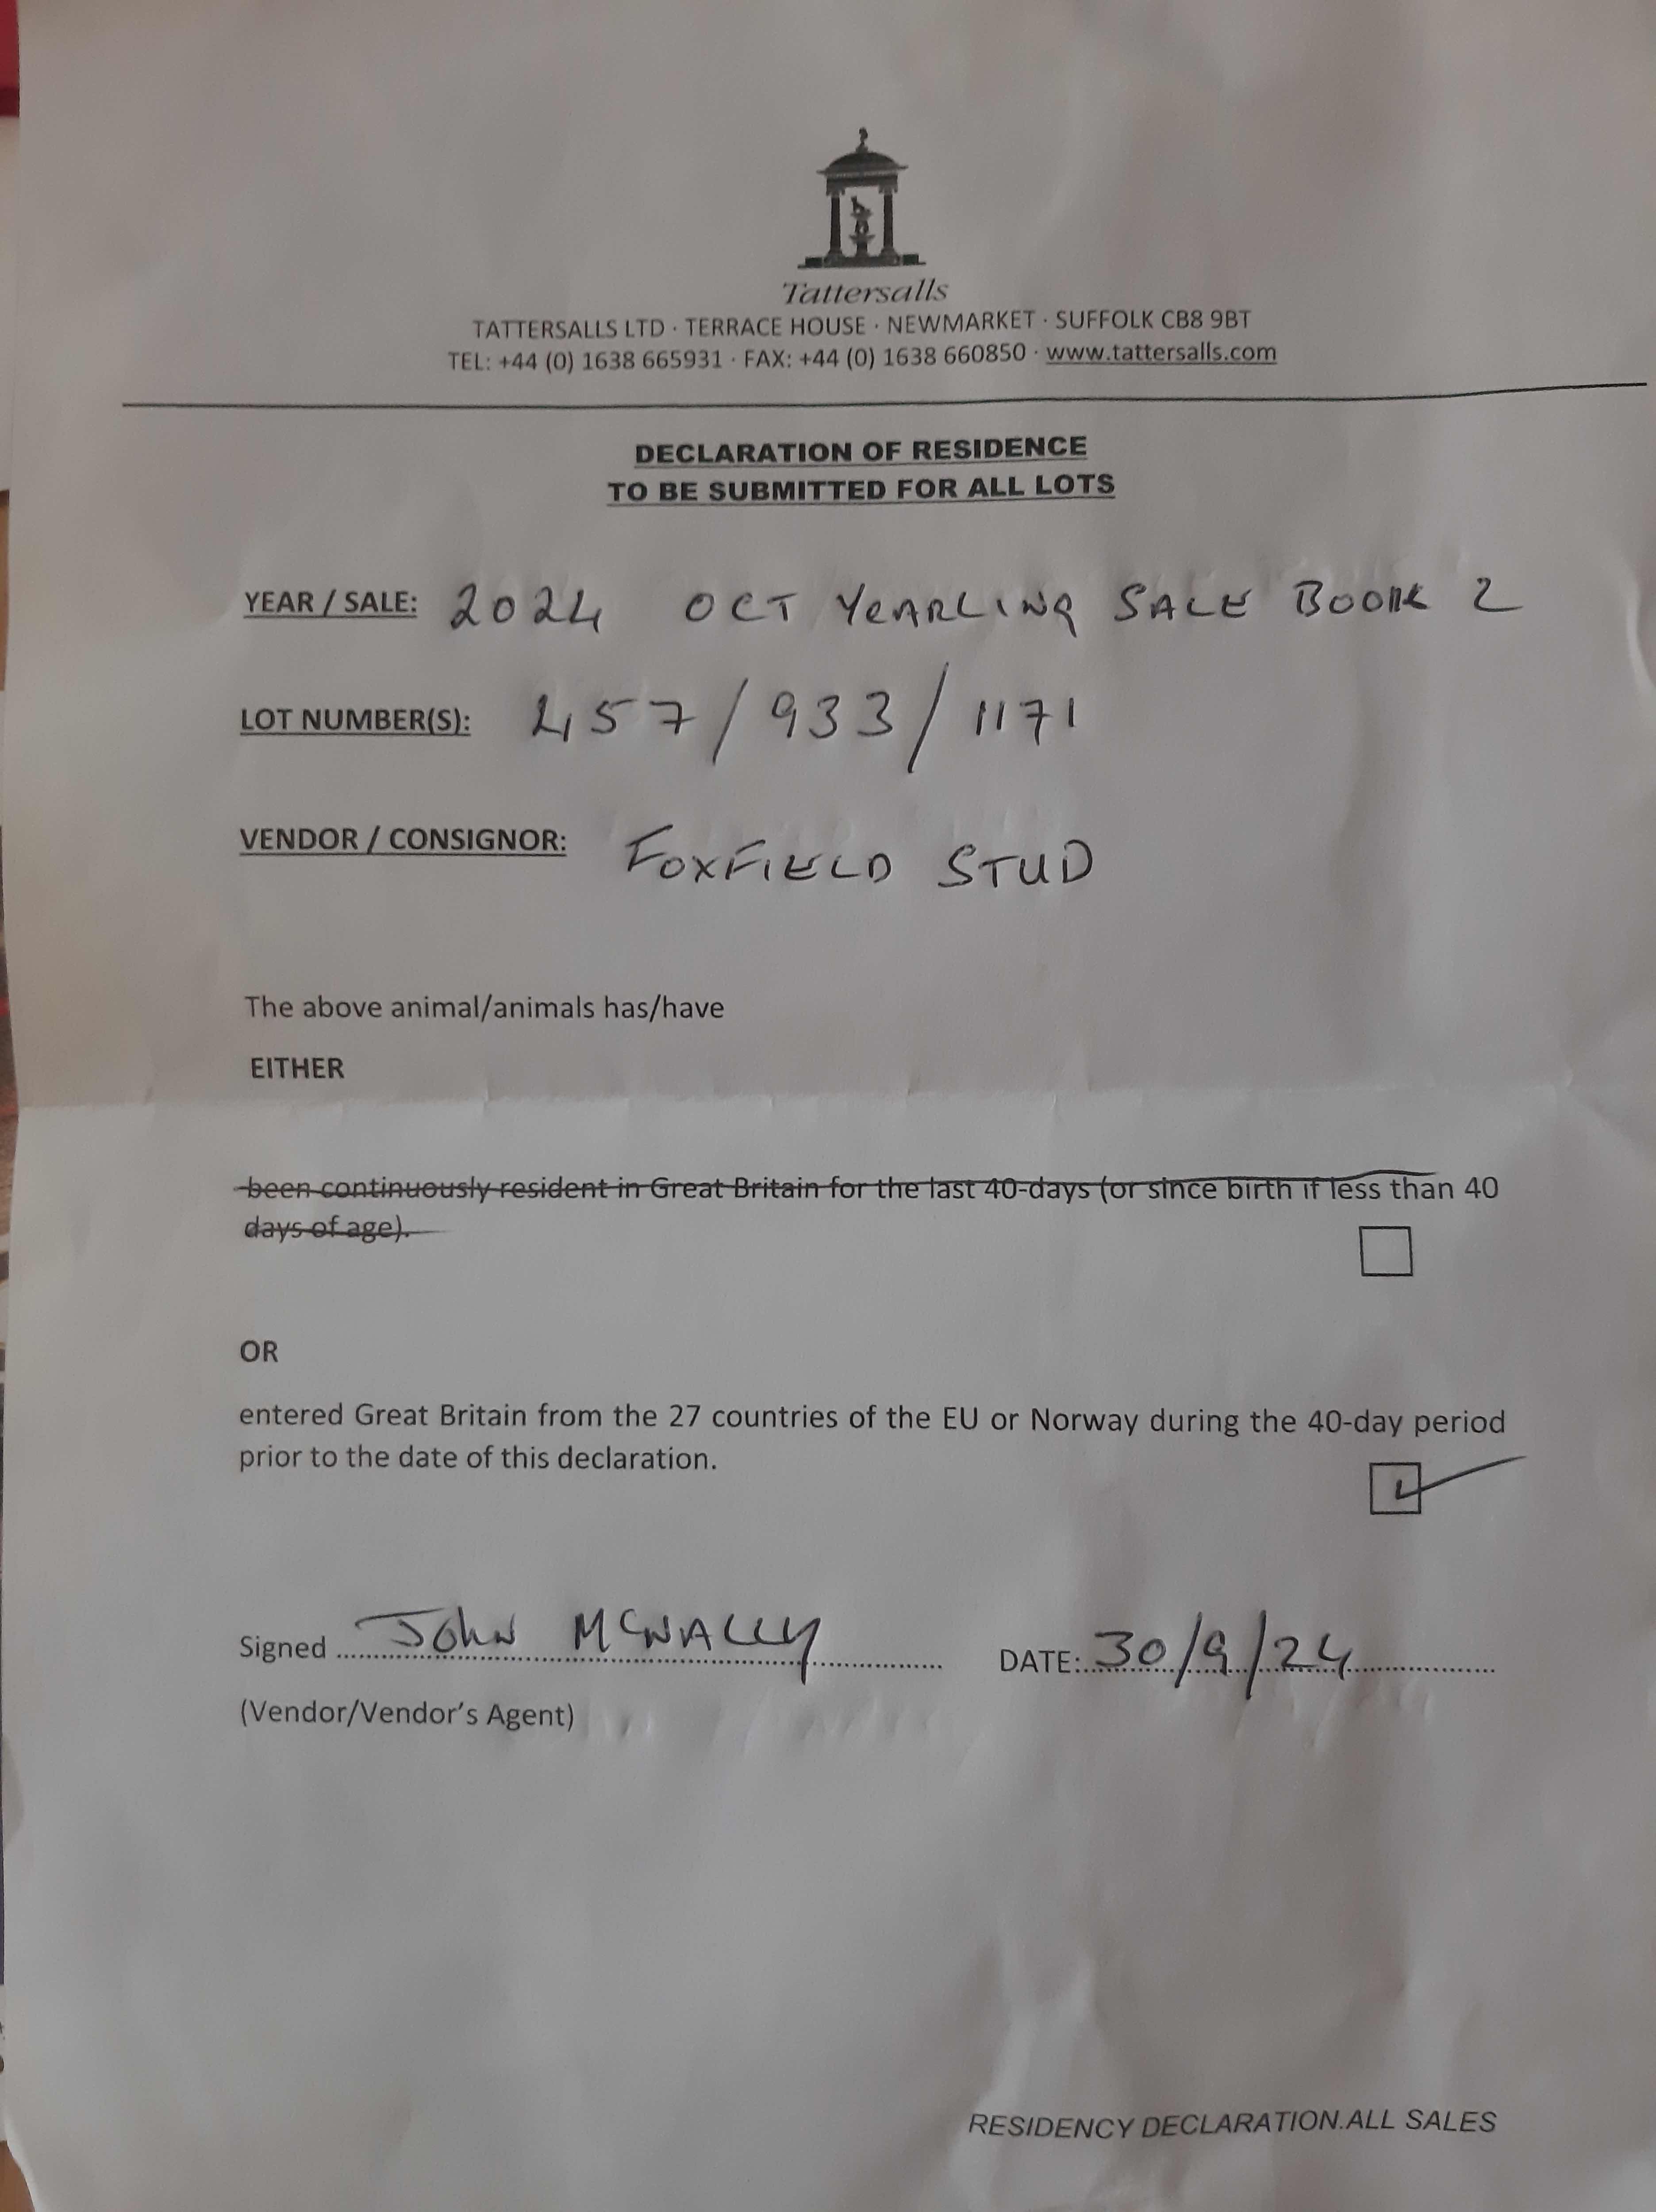 Tattersalls
TATTERSALLS LTD · TERRACE HOUSE · NEWMARKET · SUFFOLK CB8 9BT
TEL: +44 (0) 1638 665931 · FAX: +44 (0) 1638 660850 · www.tattersalls.com
DECLARATION OF RESIDENCE
TO BE SUBMITTED FOR ALL LOTS
YEAR / SALE: 2024 OCT YEARLING SALE BOOK 2
LOT NUMBER(S): 457/933/1171
VENDOR / CONSIGNOR: FOXFIELD STUD
The above animal/animals has/have
EITHER
been continuously resident in Great Britain for the last 40-days (or since birth if less than 40
days of age).
OR
entered Great Britain from the 27 countries of the EU or Norway during the 40-day period
prior to the date of this declaration.
Signed JOHN MCNALLY DATE: 30/9/24
(Vendor/Vendor's Agent)
RESIDENCY DECLARATION.ALL SALES